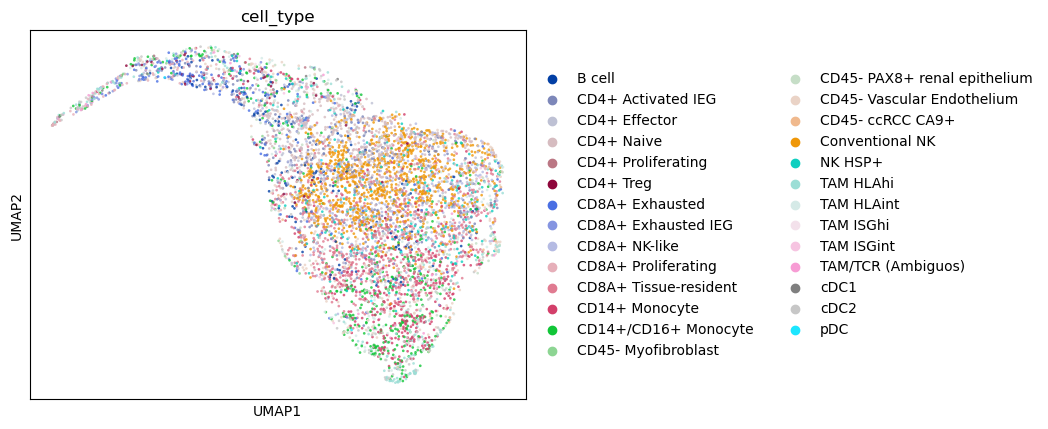 cell_type
UMAP2
UMAP1
B cell
CD4+ Activated IEG
CD4+ Effector
CD4+ Naive
CD4+ Proliferating
CD4+ Treg
CD8A+ Exhausted
CD8A+ Exhausted IEG
CD8A+ NK-like
CD8A+ Proliferating
CD8A+ Tissue-resident
CD14+ Monocyte
CD14+/CD16+ Monocyte
CD45- Myofibroblast
CD45- PAX8+ renal epithelium
CD45- Vascular Endothelium
CD45- ccRCC CA9+
Conventional NK
NK HSP+
TAM HLAhi
TAM HLAint
TAM ISGhi
TAM ISGint
TAM/TCR (Ambiguos)
cDC1
cDC2
pDC